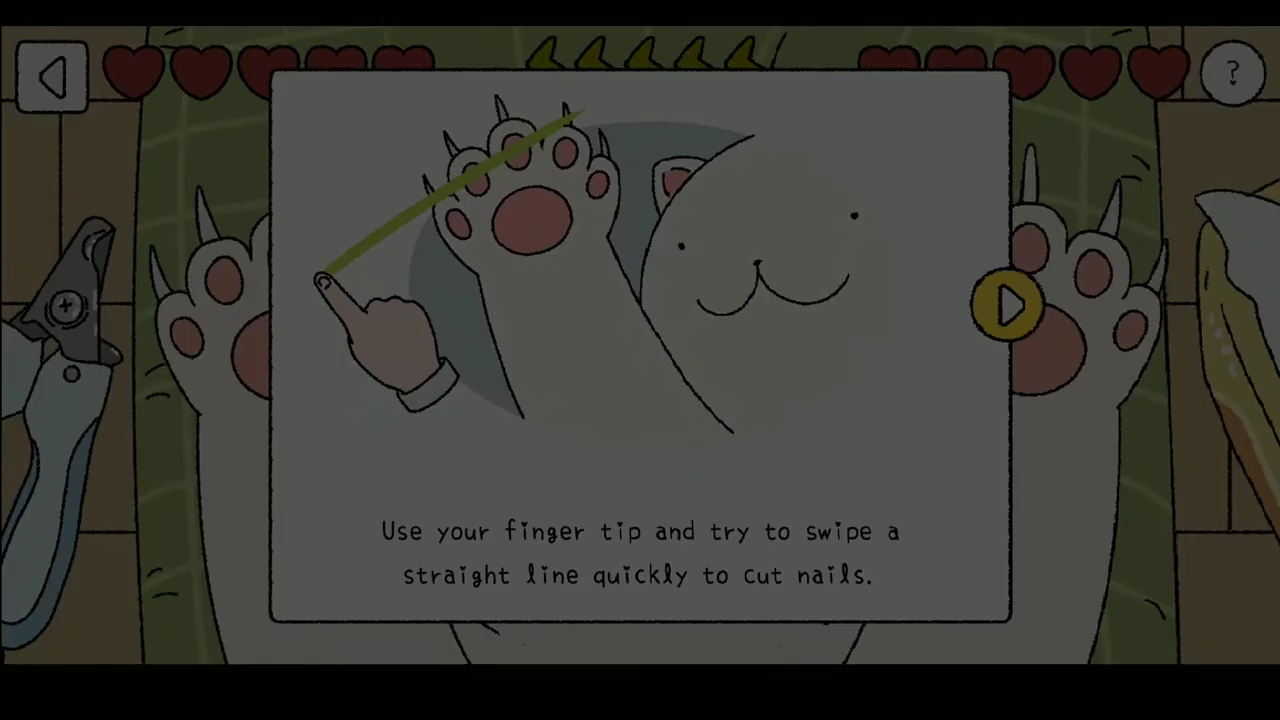 ?
Use your finger tip and try to swipe a
straight line quickly to cut nails.